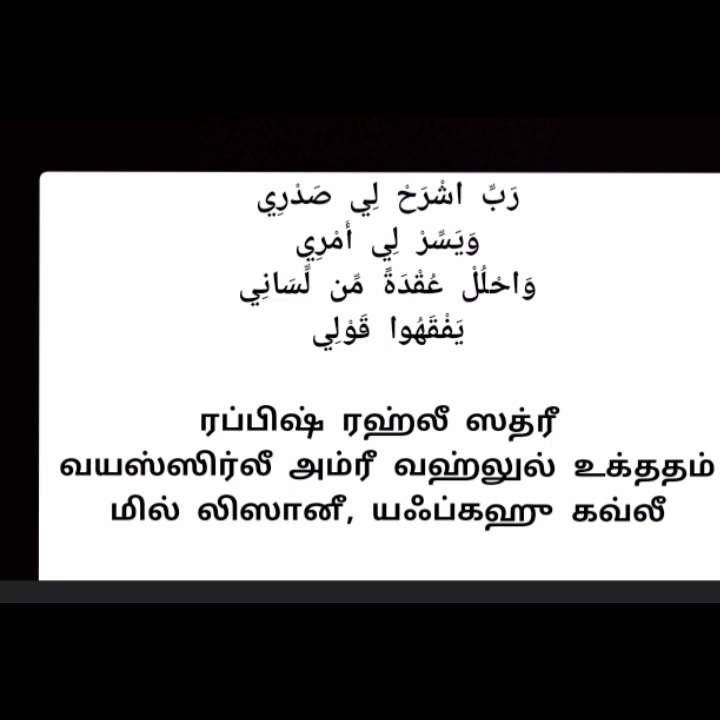 رَبِّ اشْرَحْ لِي صَدْرِي
وَيَسِّرْ لِي أَمْرِي
وَاحْلُلْ عُقْدَةً مِّن لِّسَانِي
يَفْقَهُوا قَوْلِي
ரப்பிஷ் ரஹ்லீ ஸத்ரீ
வயஸ்ஸிர்லீ அம்ரீ வஹ்லுல் உக்ததம்
மில் லிஸானீ, யஃப்கஹு கவ்லீ